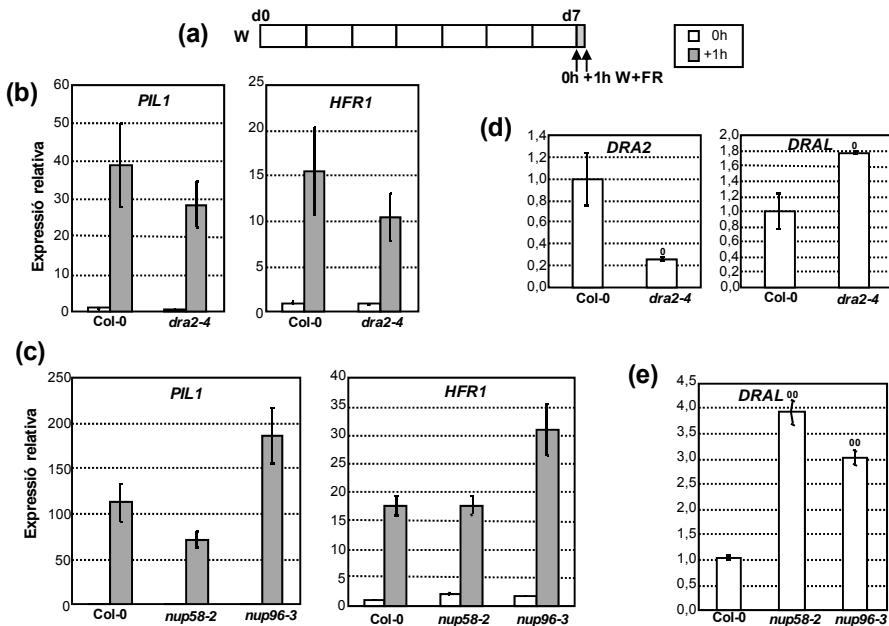 (a)
W
d0
d7
0h +1h W+FR
0h
+1h
(b)
Expressió relativa
PIL1
60
50
40
30
20
10
0
Col-0
dra2-4
HFR1
25
20
15
10
5
0
Col-0
dra2-4
(d)
DRA2
1,4
1,2
1,0
0,8
0,6
0,4
0,2
0,0
0
Col-0
dra2-4
DRAL
2,0
1,8
1,6
1,4
1,2
1,0
0,8
0,6
0,4
0,2
0,0
0
Col-0
dra2-4
(c)
Expressió relativa
PIL1
250
200
150
100
50
0
Col-0
nup58-2
nup96-3
HFR1
40
35
30
25
20
15
10
5
0
Col-0
nup58-2
nup96-3
(e)
DRAL
4,5
4,0
3,5
3,0
2,5
2,0
1,5
1,0
0,5
0,0
00
00
Col-0
nup58-2
nup96-3